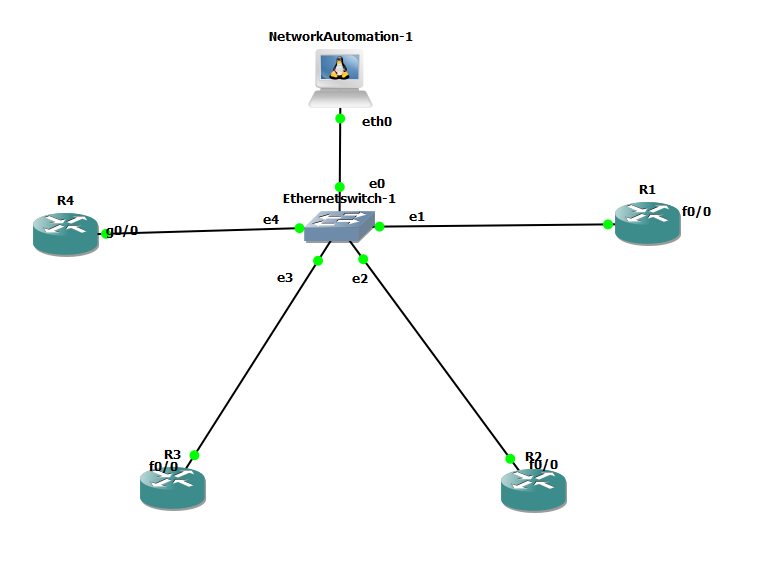 NetworkAutomation-1
eth0
e0
Ethernetswitch-1
R4
g0/0
e4
e1
R1
f0/0
e3
e2
R3
f0/0
R2
f0/0